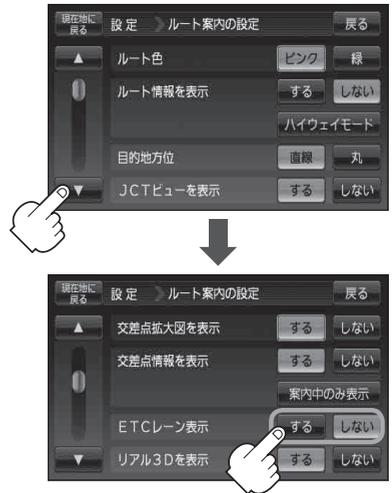 現在地に戻る 設定 ルート案内の設定 戻る
▲ ルート色 ピンク 緑
ルート情報を表示 する しない
ハイウェイモード
目的地方位 直線 丸
▼ JCTビューを表示 する しない
現在地に戻る 設定 ルート案内の設定 戻る
▲ 交差点拡大図を表示 する しない
交差点情報を表示 する しない
案内中のみ表示
ETCレーン表示 する しない
▼ リアル3Dを表示 する しない